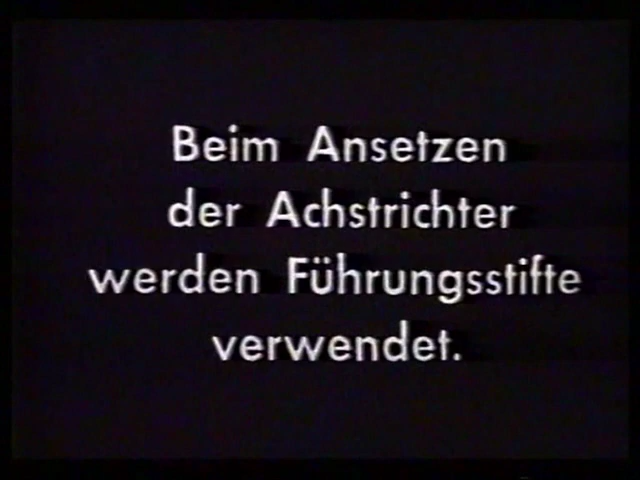 Beim Ansetzen
der Achstrichter
werden Führungsstifte
verwendet.